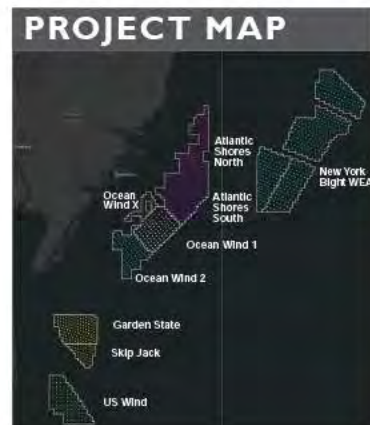 PROJECT MAP
Atlantic
Shores
North
New York
Bight WEA
Ocean
Wind X
Atlantic
Shores
South
Ocean Wind 1
Ocean Wind 2
Garden State
Skip Jack
US Wind